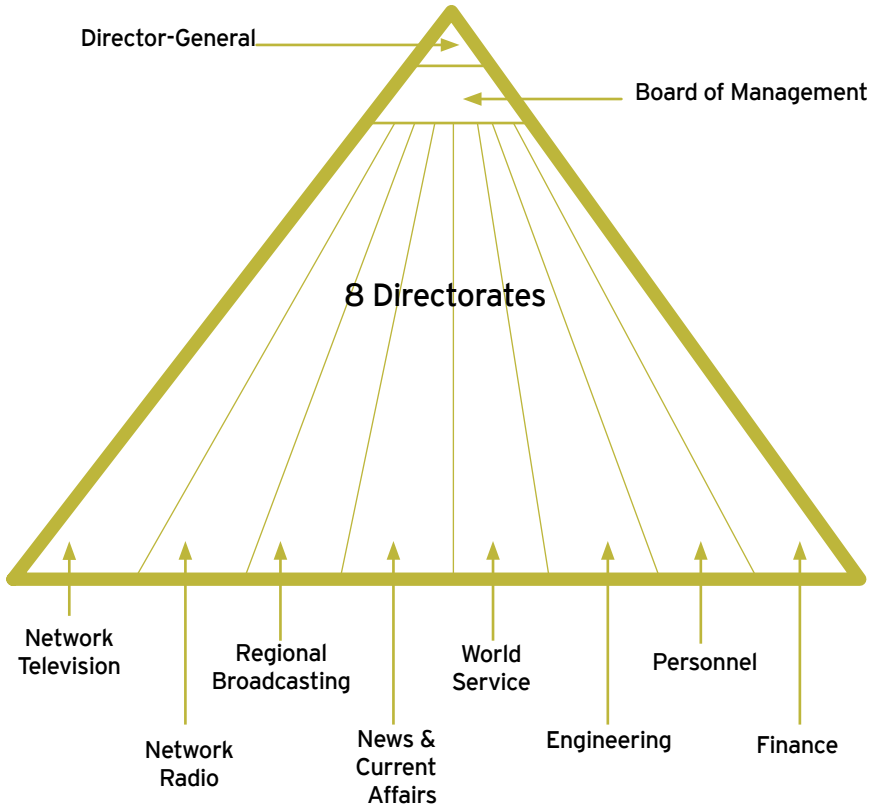 Director-General
Board of Management
8 Directorates
Network
Television
Network
Radio
Regional
Broadcasting
News &
Current
Affairs
World
Service
Engineering
Personnel
Finance